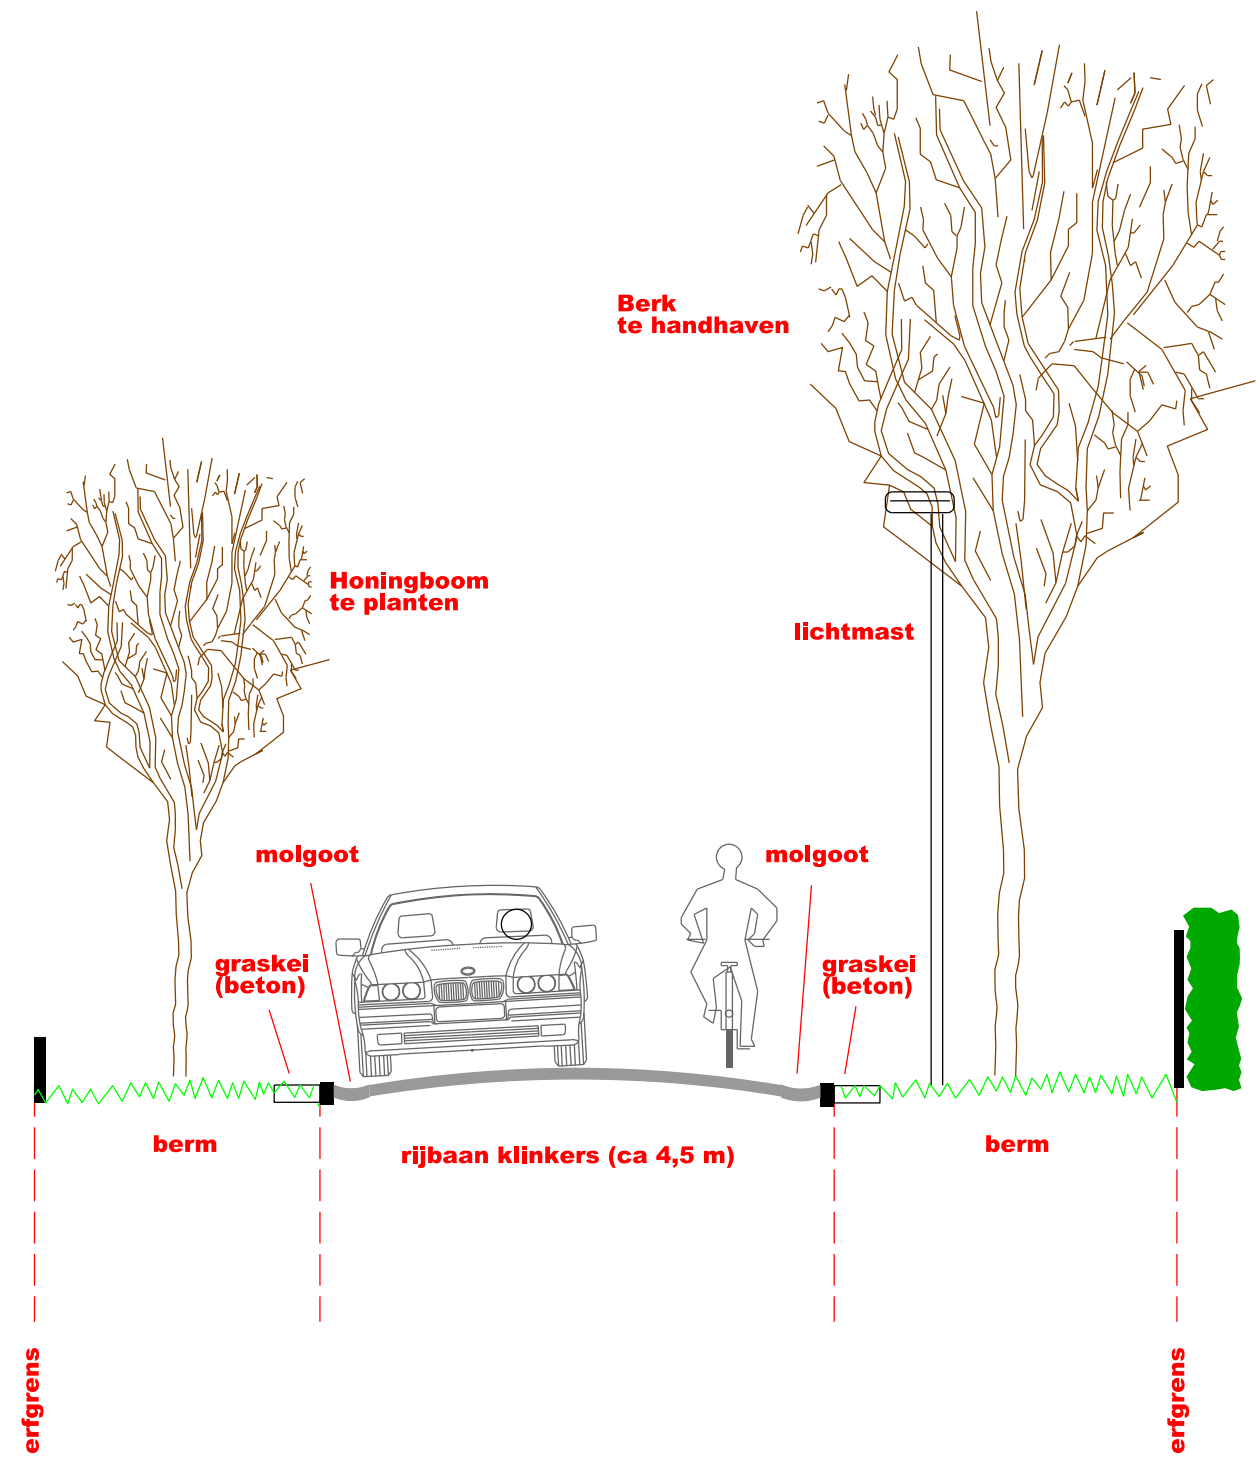 Berk
te handhaven
Honingboom
te planten
lichtmast
molgoot
molgoot
graskei
(beton)
graskei
(beton)
berm
rijbaan klinkers (ca 4,5 m)
berm
erfgrens
erfgrens